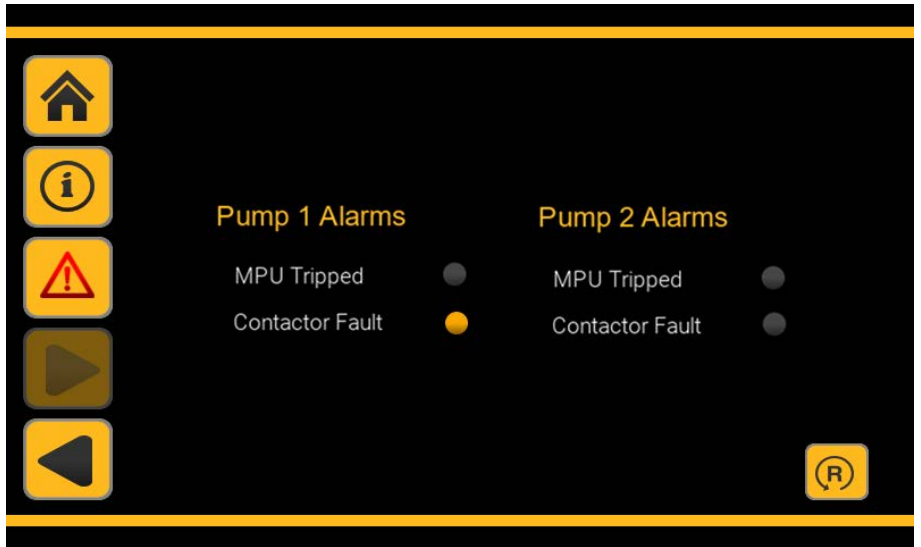 Pump 1 Alarms
MPU Tripped
Contactor Fault
Pump 2 Alarms
MPU Tripped
Contactor Fault
i
R